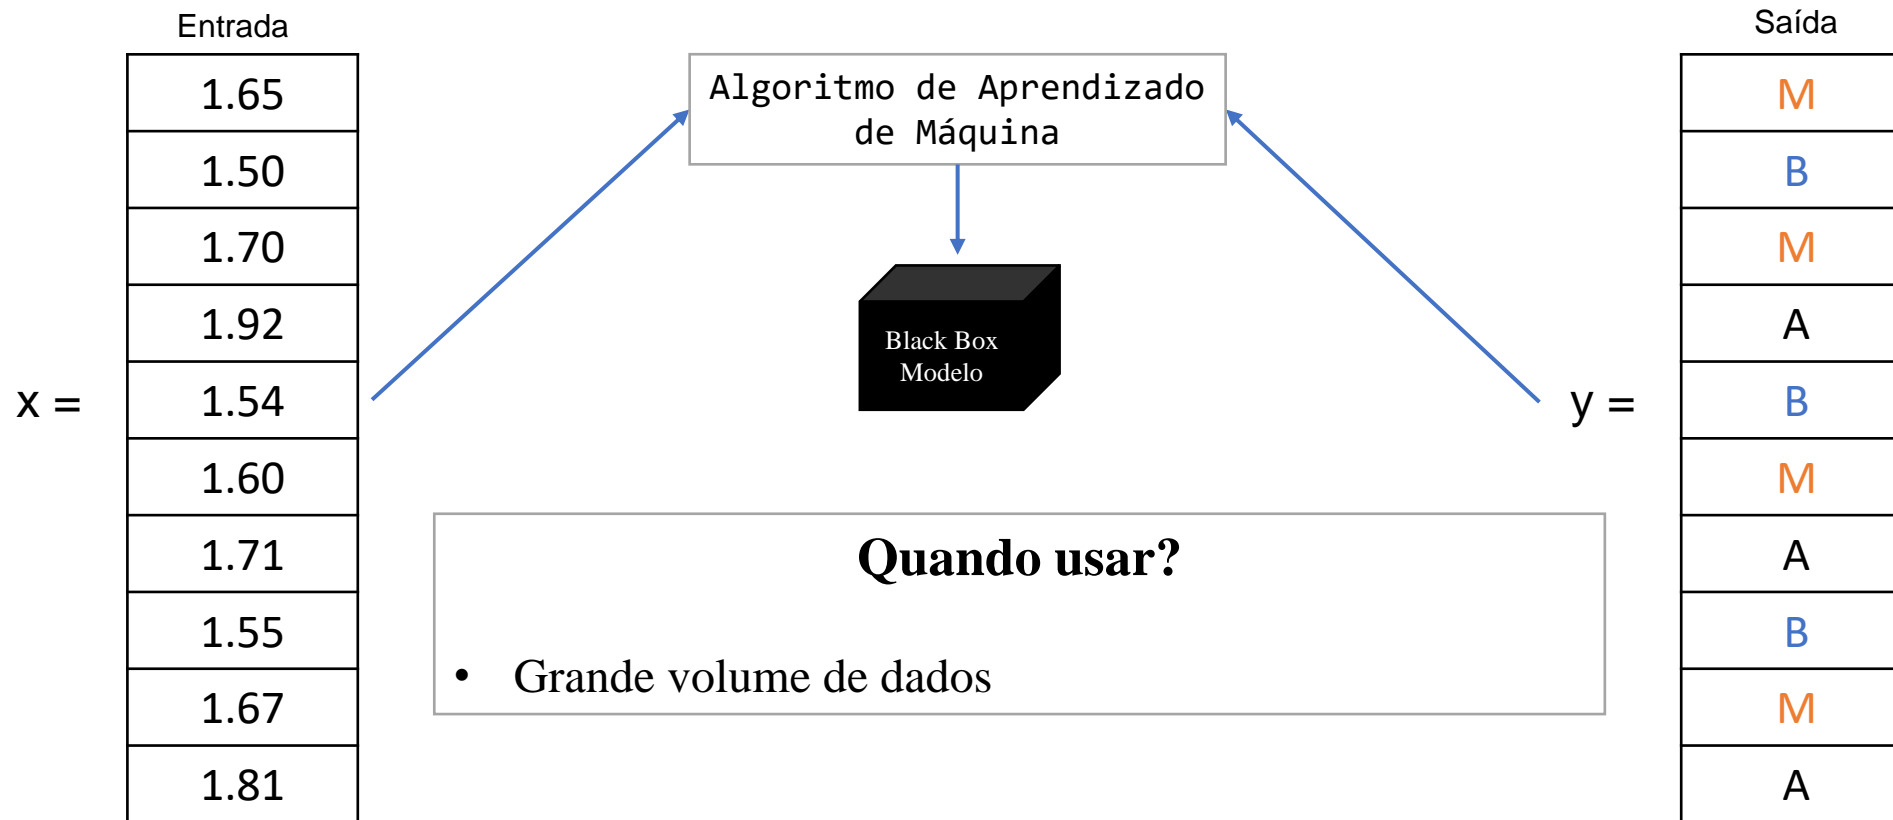 Entrada
Saída
x =
1.65
1.50
1.70
1.92
1.54
1.60
1.71
1.55
1.67
1.81
Algoritmo de Aprendizado
de Máquina
Black Box
Modelo
Quando usar?
• Grande volume de dados
y =
M
B
M
A
B
M
A
B
M
A